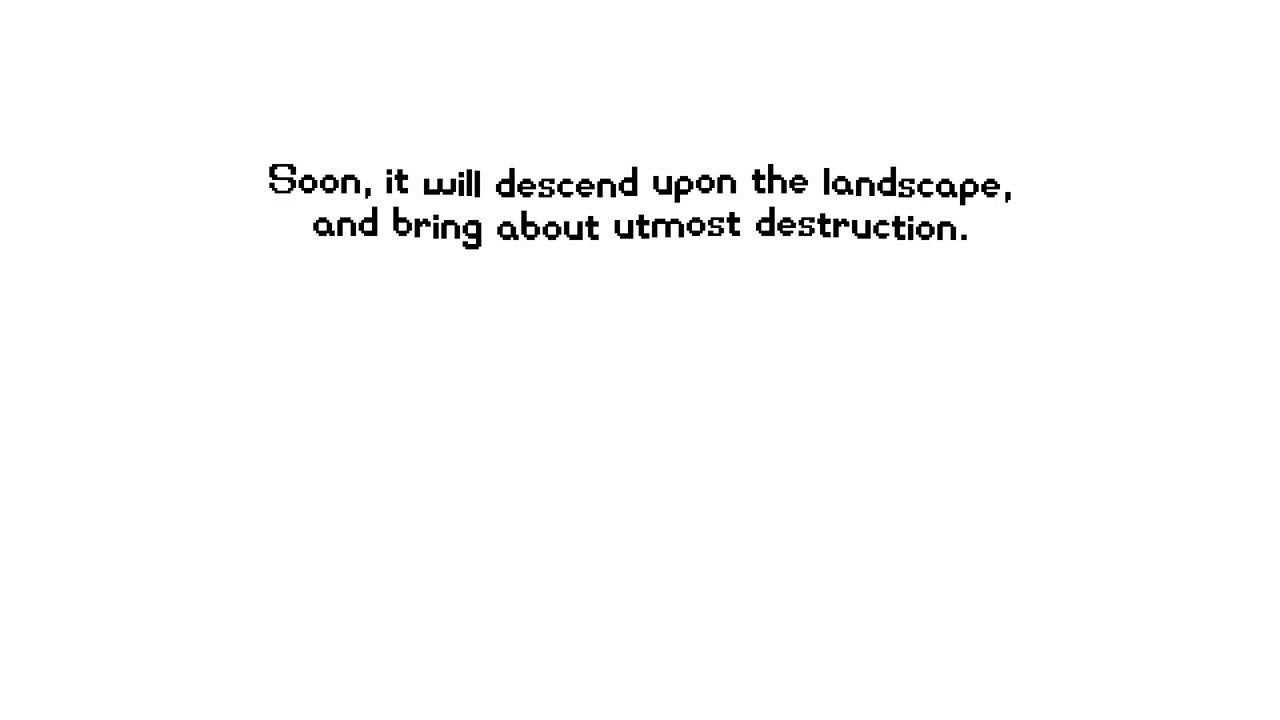 Soon, it will descend upon the landscape,
and bring about utmost destruction.